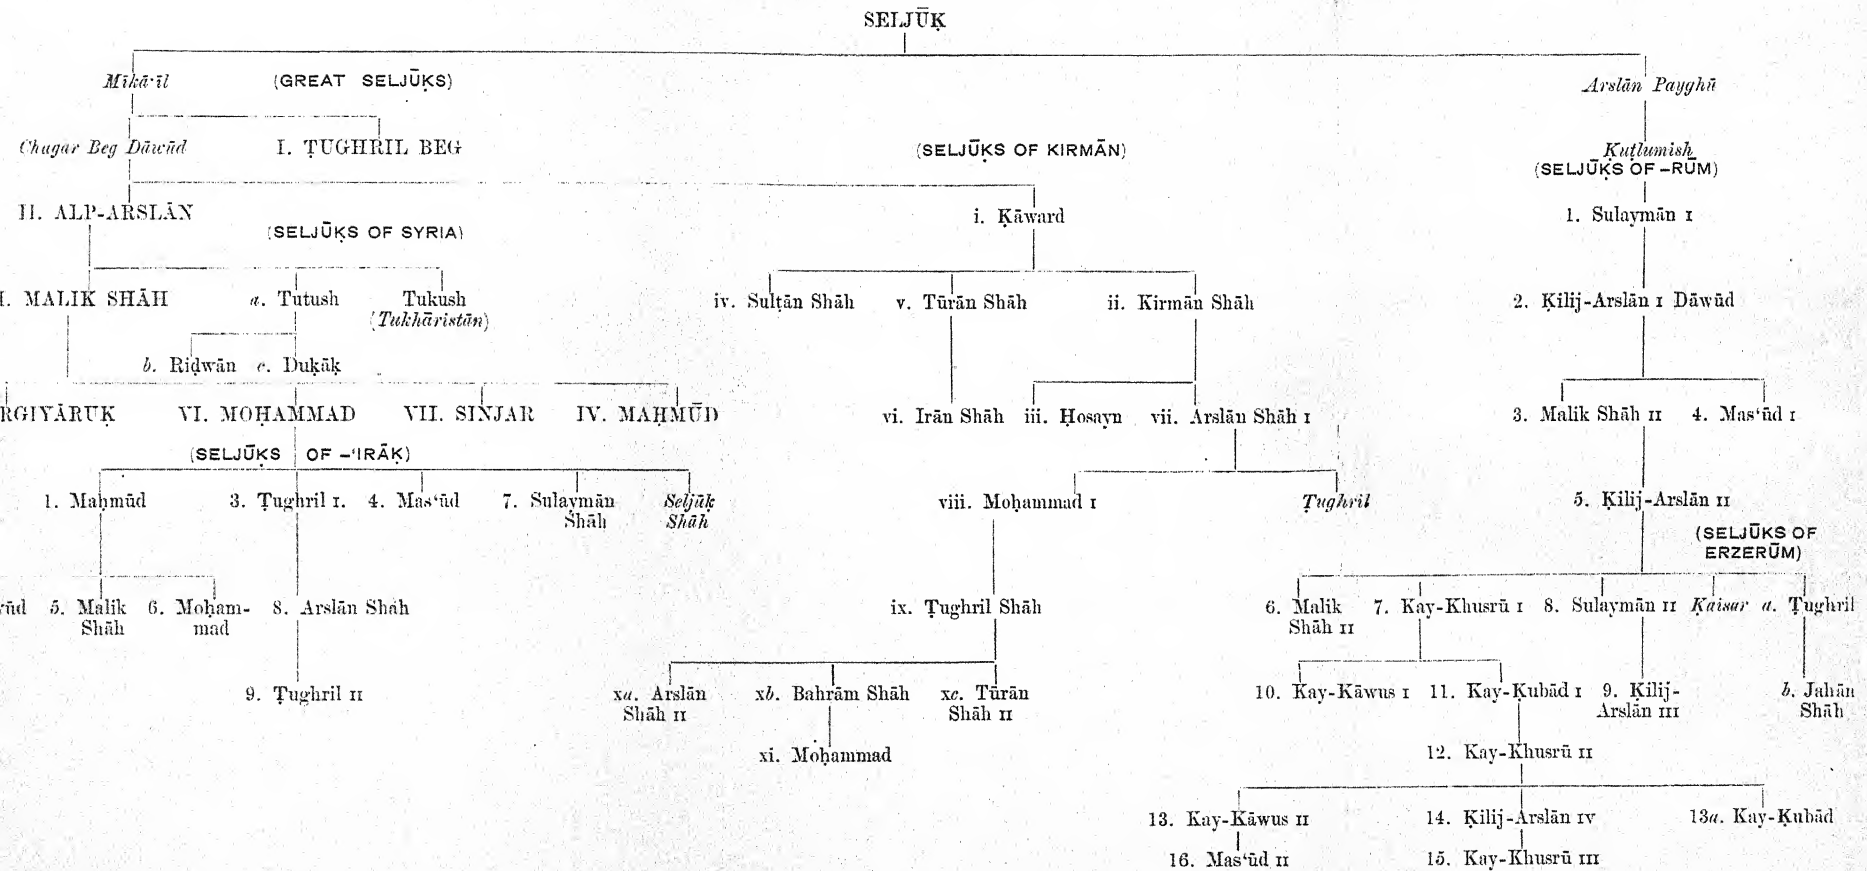 SELJŪḲ
Mīkā·īl (GREAT SELJŪḲS) Arslān Payghū
Chagar Beg Dāwūd I. ṬUGHRIL BEG (SELJŪḲS OF KIRMĀN) Ḳuṭlumish
(SELJŪḲS OF –RŪM)
II. ALP-ARSLĀN i. Ḳāward 1. Sulaymān I
(SELJŪḲS OF SYRIA)
I. MALIK SHĀH a. Tutush Tukush iv. Sulṭān Shāh v. Tūrān Shāh ii. Kirmān Shāh 2. Ḳilij-Arslān I Dāwūd
(Tukhāristān)
b. Riḍwān c. Duḳāḳ
RGIYĀRUḲ VI. MOḤAMMAD VII. SINJAR IV. MAḤMŪD vi. Irān Shāh iii. Ḥosayn vii. Arslān Shāh I 3. Malik Shāh II 4. Mas‘ūd I
(SELJŪḲS OF –‘IRĀḲ)
1. Maḥmūd 3. Ṭughril I. 4. Mas‘ūd 7. Sulaymān Shāh Seljūḳ Shāh viii. Moḥammad I Ṭughril 5. Ḳilij-Arslān II
(SELJŪḲS OF
ERZERŪM)
ūd 5. Malik Shāh 6. Moḥam-mad 8. Arslān Shāh ix. Ṭughril Shāh 6. Malik Shāh II 7. Kay-Khusrū I 8. Sulaymān II Ḳaisar a. Ṭughril
9. Ṭughril II xa. Arslān Shāh II xb. Bahrām Shāh xc. Tūrān Shāh II 10. Kay-Kāwus I 11. Kay-Ḳubād I 9. Ḳilij-Arslān III b. Jahān Shāh
xi. Moḥammad 12. Kay-Khusrū II
13. Kay-Kāwus II 14. Ḳilij-Arslān IV 13a. Kay-Ḳubād
16. Mas‘ūd II 15. Kay-Khusrū III